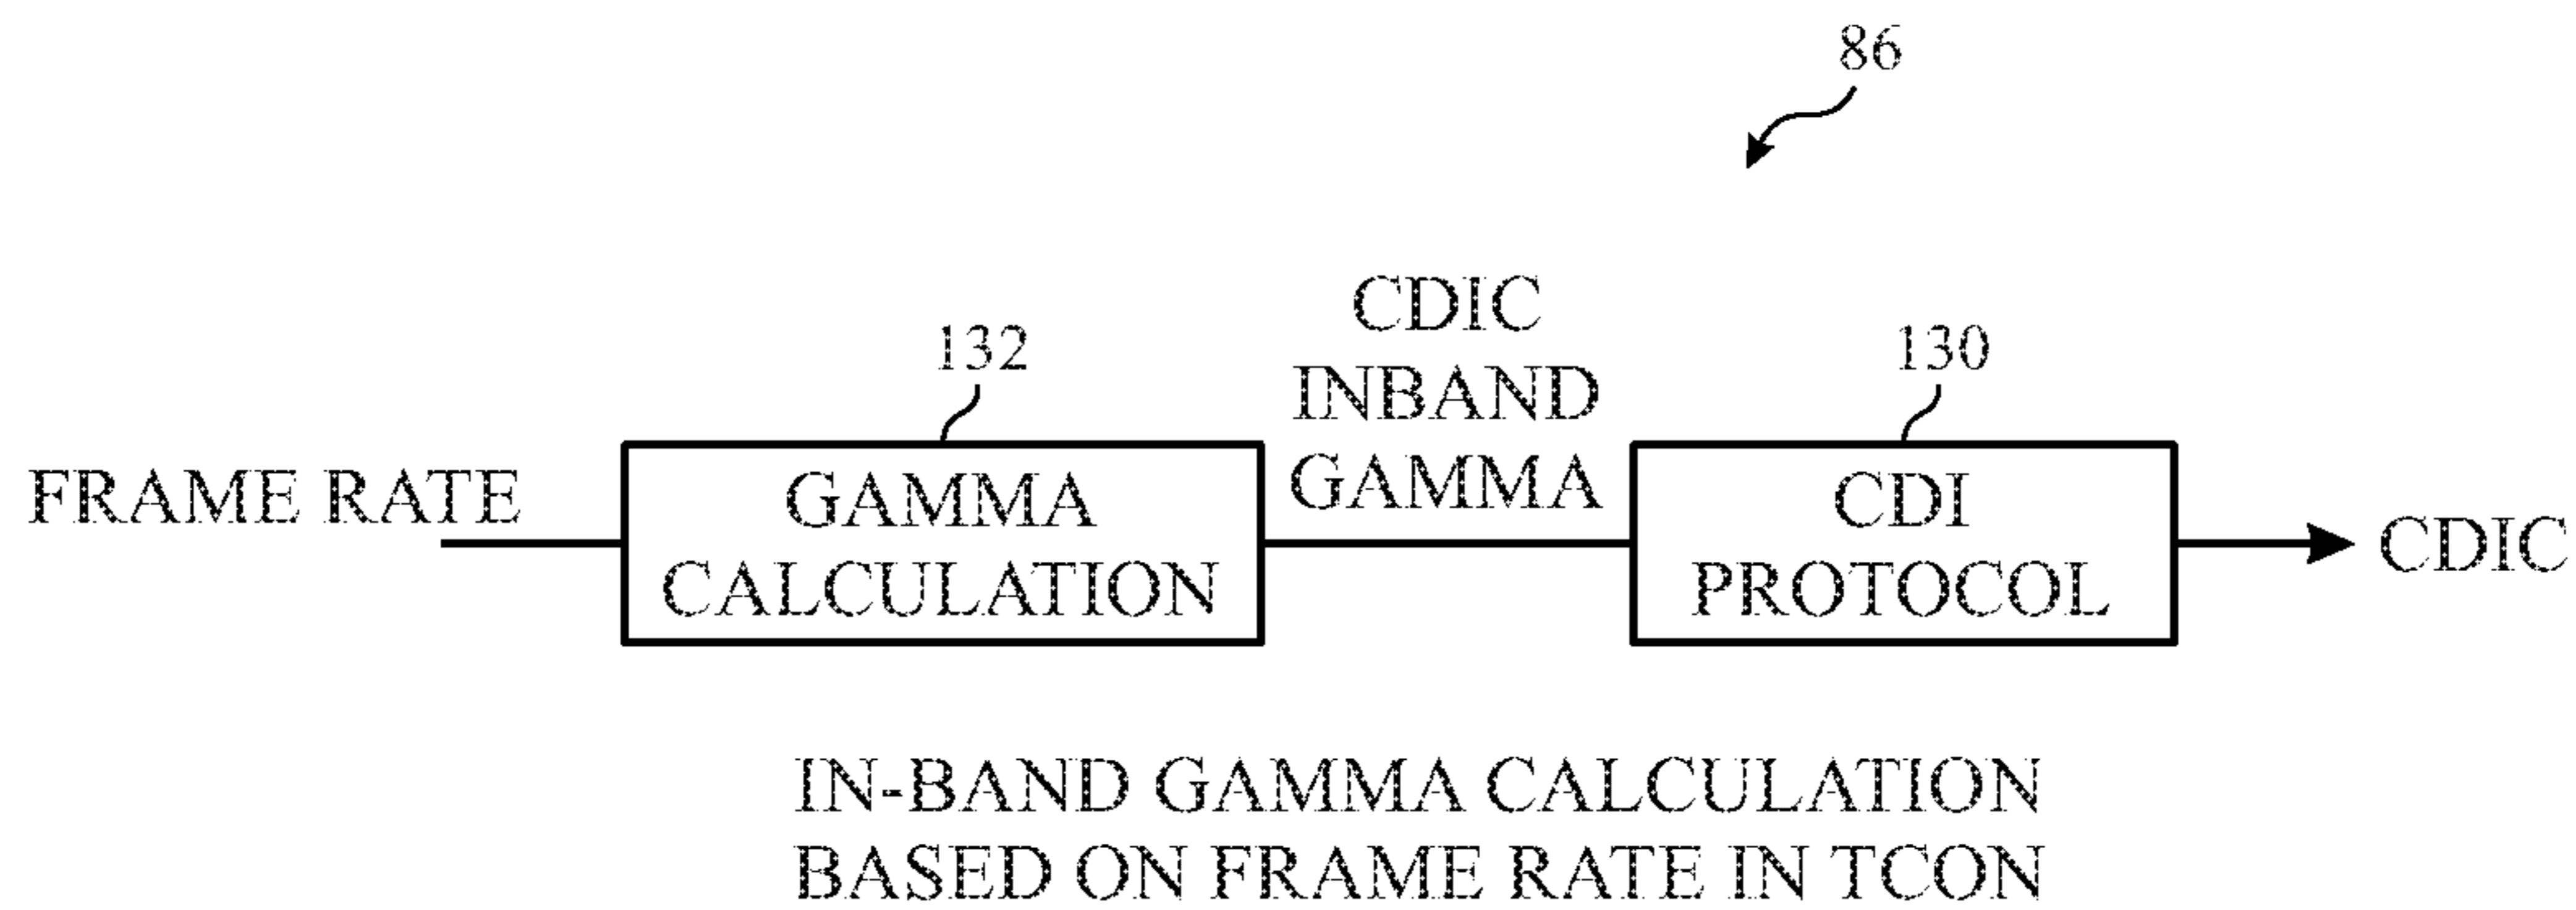 86
CDIC
INBAND
GAMMA
132
130
FRAME RATE
GAMMA
CALCULATION
CDI
PROTOCOL
CDIC
IN-BAND GAMMA CALCULATION
BASED ON FRAME RATE IN TCON